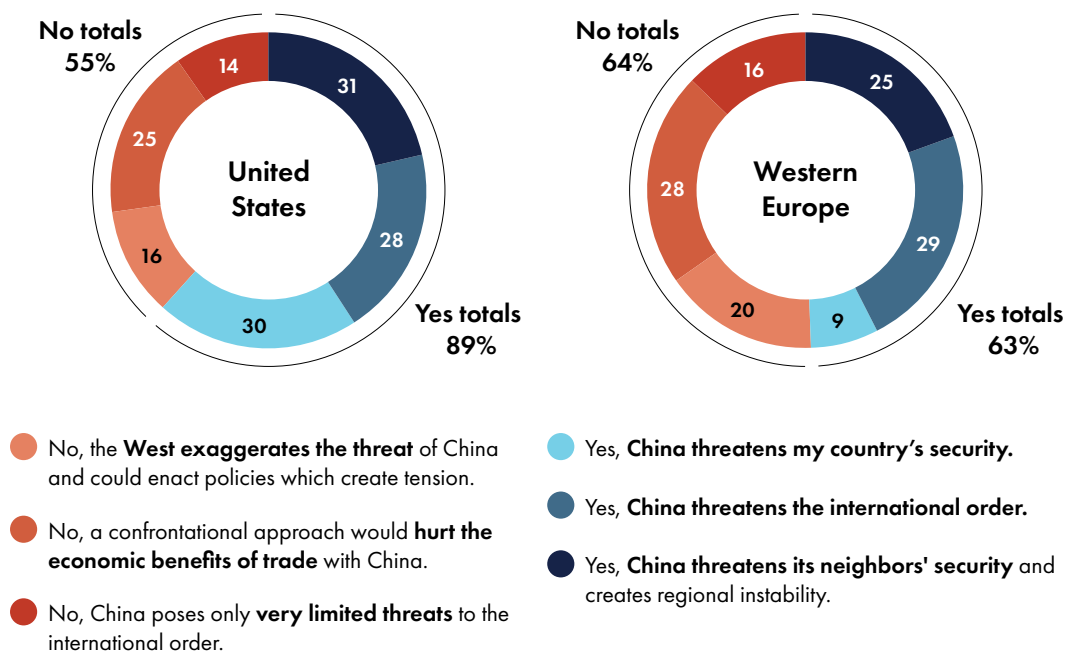 No totals
55%
14
31
25
United
States
28
16
30
Yes totals
89%
No totals
64%
16
25
28
Western
Europe
29
20
9
Yes totals
63%
No, the West exaggerates the threat of China
and could enact policies which create tension.
No, a confrontational approach would hurt the
economic benefits of trade with China.
No, China poses only very limited threats to the
international order.
Yes, China threatens my country’s security.
Yes, China threatens the international order.
Yes, China threatens its neighbors' security and
creates regional instability.